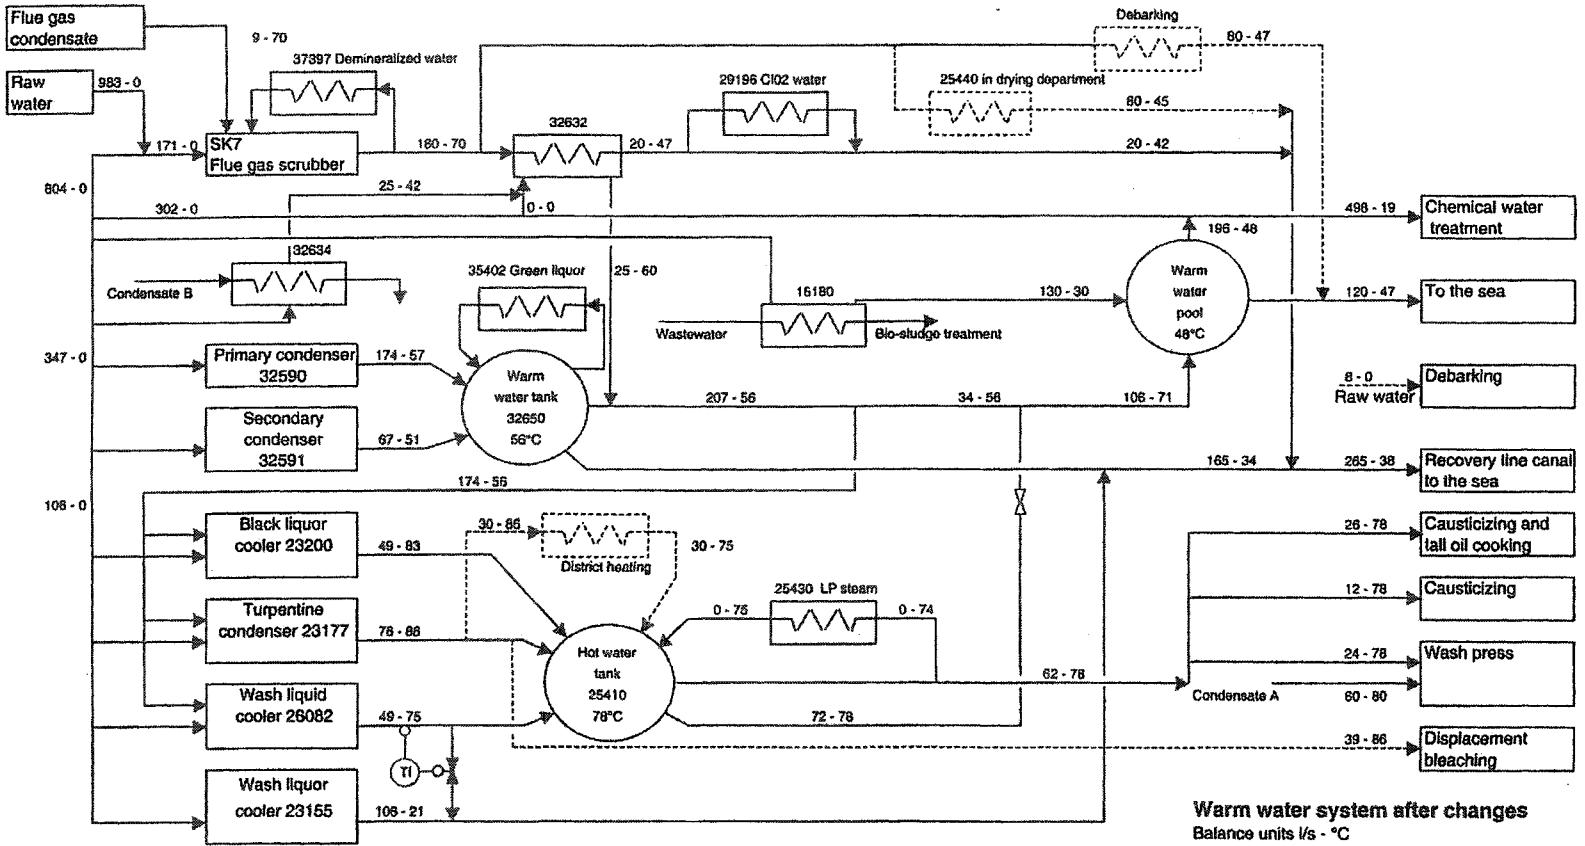 Flue gas
condensate
Raw
water
983 - 0
9 - 70
37397 Demineralized water
Debarking
80 - 47
29196 Cl02 water
25440 in drying department
80 - 45
32632
SK7
Flue gas scrubber
171 - 0
180 - 70
20 - 47
20 - 42
804 - 0
25 - 42
302 - 0
0 - 0
498 - 19
Chemical water
treatment
196 - 48
32634
Condensate B
35402 Green liquor
25 - 60
16180
Wastewater
Bio-sludge treatment
130 - 30
Warm
water
pool
48°C
120 - 47
To the sea
347 - 0
Primary condenser
32590
174 - 57
Warm
water tank
32650
56°C
207 - 56
34 - 56
106 - 71
8 - 0
Raw water
Debarking
Secondary
condenser
32591
67 - 51
165 - 34
265 - 38
Recovery line canal
to the sea
174 - 56
106 - 0
Black liquor
cooler 23200
49 - 83
30 - 86
District heating
30 - 75
26 - 78
Causticizing and
tall oil cooking
Turpentine
condenser 23177
76 - 86
25430 LP steam
0 - 75
0 - 74
12 - 78
Causticizing
Hot water
tank
25410
78°C
62 - 78
24 - 78
Wash press
Condensate A
60 - 80
Wash liquid
cooler 26082
49 - 75
72 - 78
TI
39 - 86
Displacement
bleaching
Wash liquor
cooler 23155
106 - 21
Warm water system after changes
Balance units l/s - °C